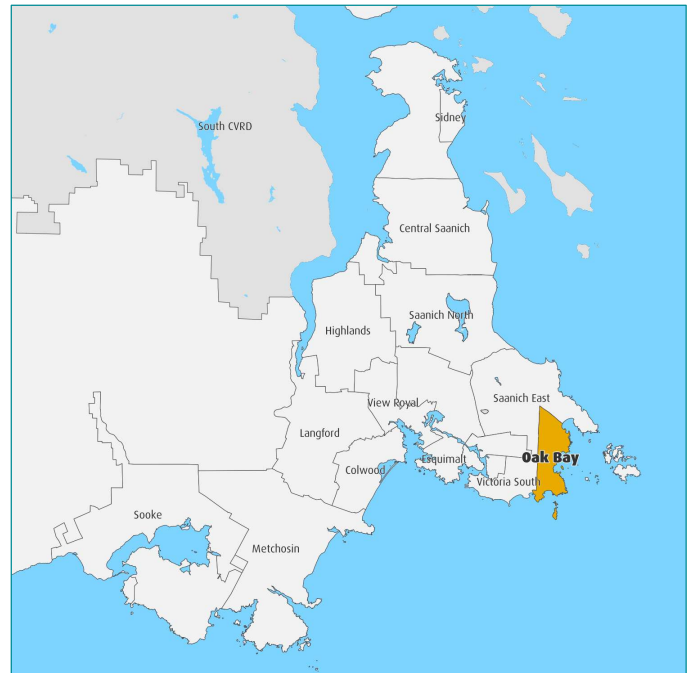 Sidney
South CVRD
Central Saanich
Saanich North
Highlands
Saanich East
View Royal
Langford
Oak Bay
Esquimalt
Colwood
Victoria South
Sooke
Metchosin